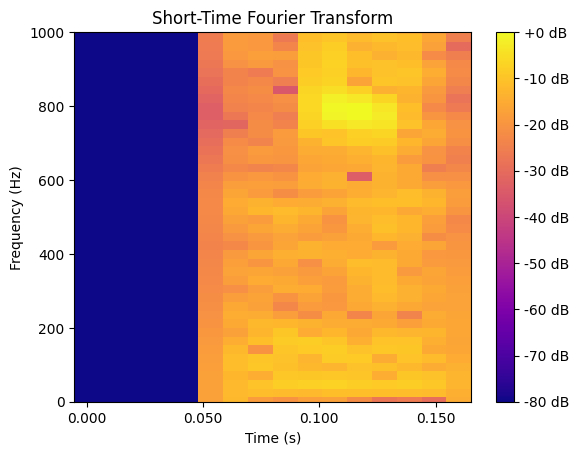 Short-Time Fourier Transform
1000
800
600
400
200
0
Frequency (Hz)
0.000
0.050
0.100
0.150
Time (s)
+0 dB
-10 dB
-20 dB
-30 dB
-40 dB
-50 dB
-60 dB
-70 dB
-80 dB